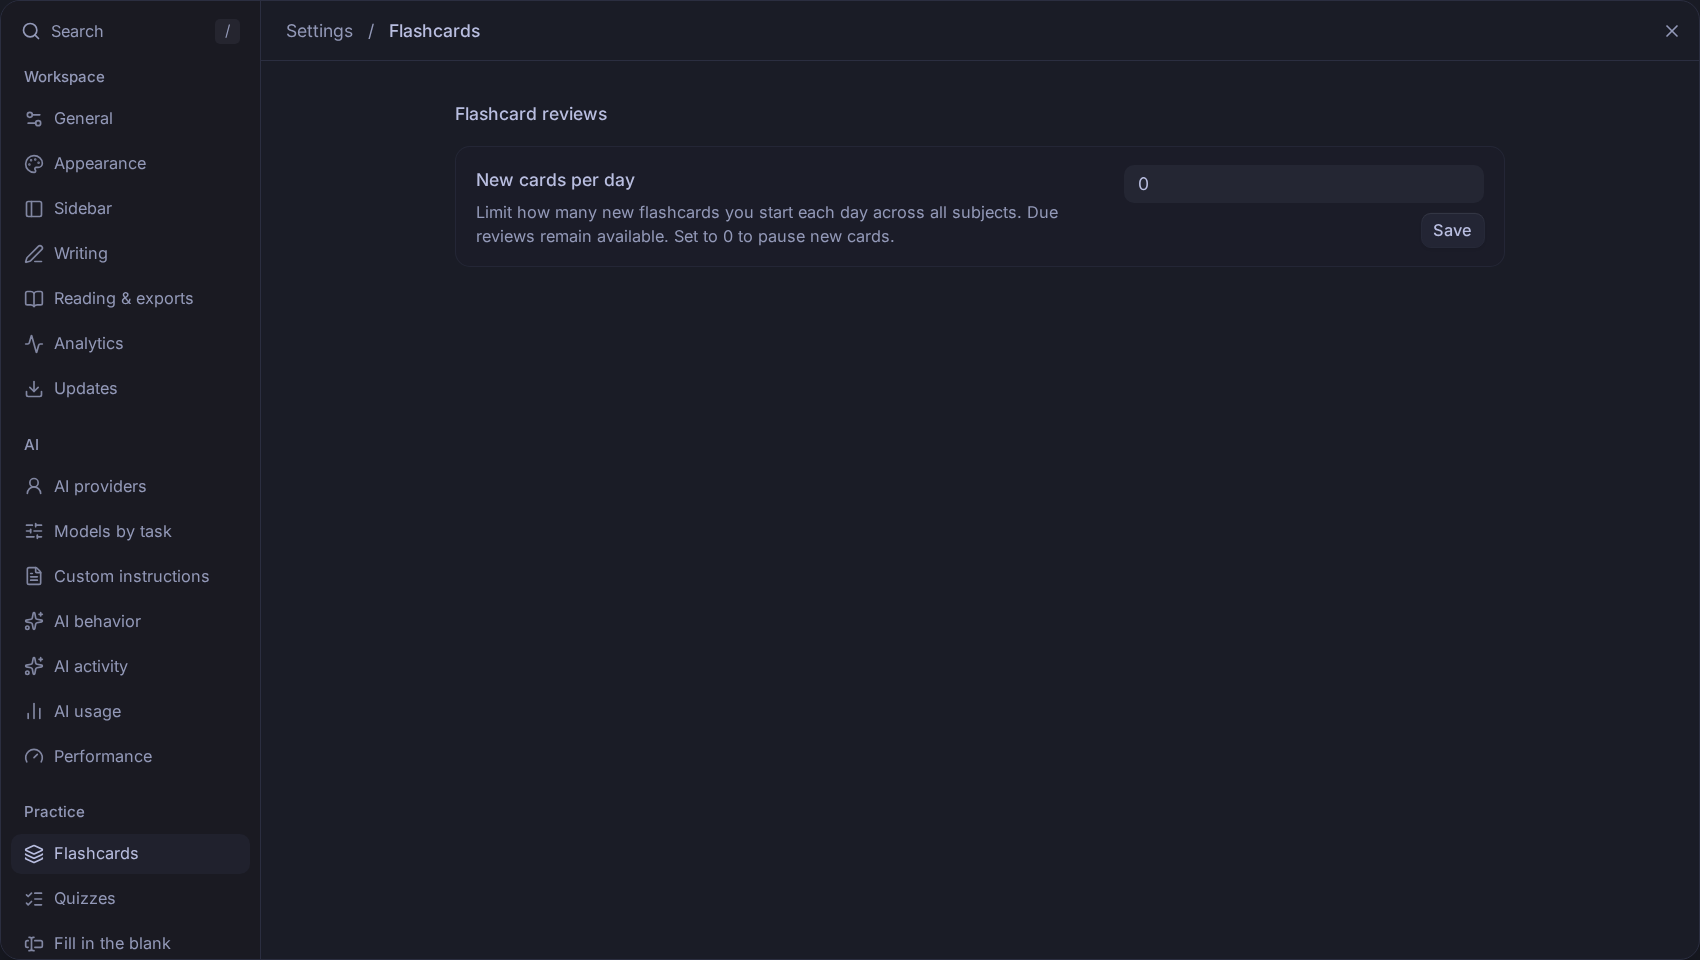 Search
/
Workspace
General
Appearance
Sidebar
Writing
Reading & exports
Analytics
Updates
AI
AI providers
Models by task
Custom instructions
AI behavior
AI activity
AI usage
Performance
Practice
Flashcards
Quizzes
Fill in the blank
Settings / Flashcards
Flashcard reviews
New cards per day
Limit how many new flashcards you start each day across all subjects. Due
reviews remain available. Set to 0 to pause new cards.
0
Save